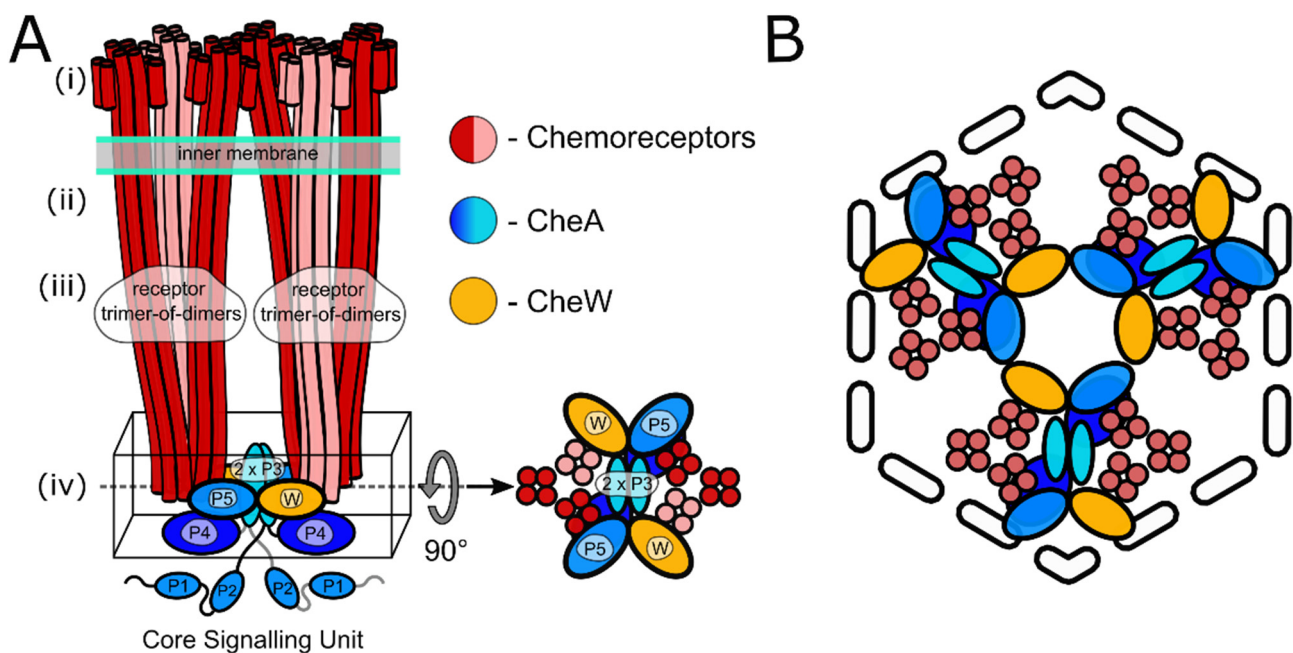 A
B
(i)
inner membrane
(ii)
(iii)
receptor
trimer-of-dimers
receptor
trimer-of-dimers
- Chemoreceptors
- CheA
- CheW
(iv)
2 x P3
P5
W
P4
P4
P1
P2
P2
P1
Core Signalling Unit
90°
W
P5
2 x P3
P5
W